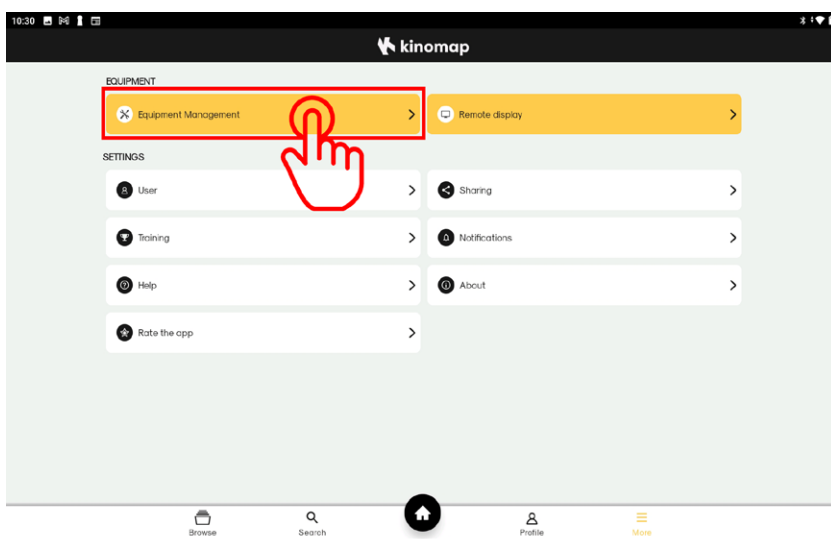 10:30
kinomap
EQUIPMENT
Equipment Management
Remote display
SETTINGS
User
Sharing
Training
Notifications
Help
About
Rate the app
Browse
Search
Profile
More